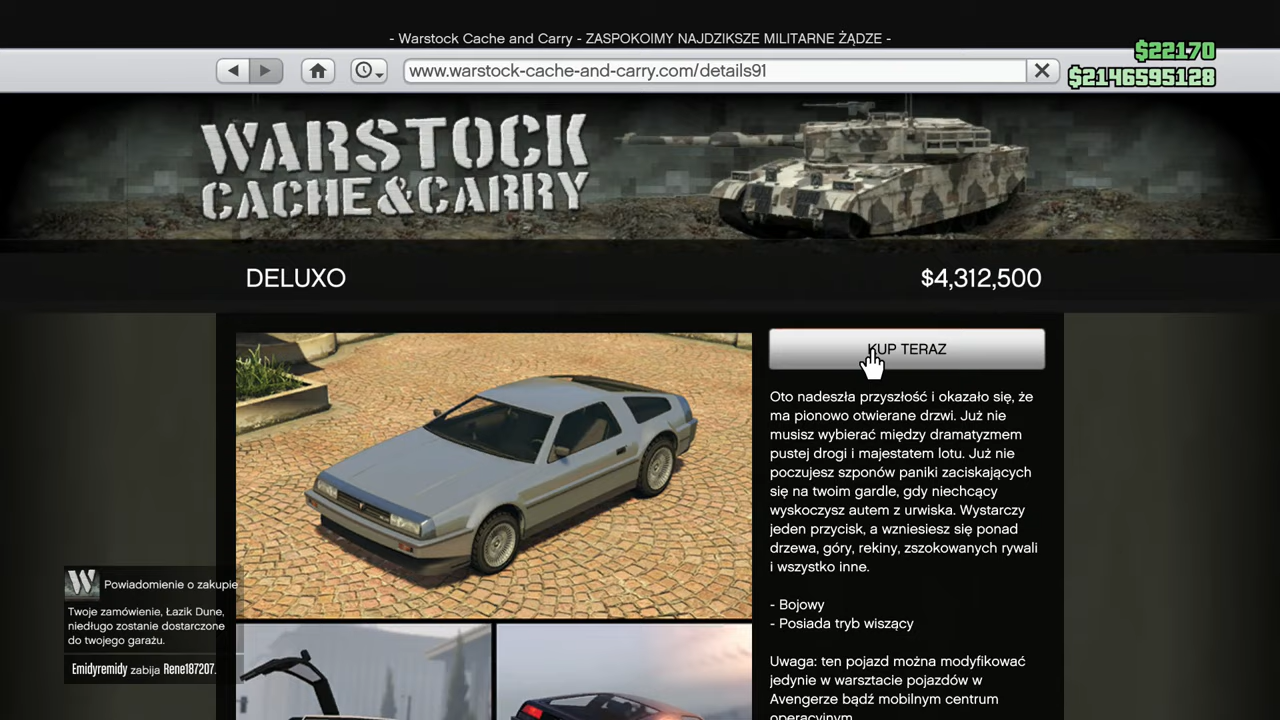 - Warstock Cache and Carry - ZASPOKOIMY NAJDZIKSZE MILITARNE ŻĄDZE -
$22170
www.warstock-cache-and-carry.com/details91
$2146595128
WARSTOCK
CACHE & CARRY
DELUXO
$4,312,500
KUP TERAZ
Oto nadeszła przyszłość i okazało się, że
ma pionowo otwierane drzwi. Już nie
musisz wybierać między dramatyzmem
pustej drogi i majestatem lotu. Już nie
poczujesz szponów paniki zaciskających
się na twoim gardle, gdy niechcący
wyskoczysz autem z urwiska. Wystarczy
jeden przycisk, a wzniesiesz się ponad
drzewa, góry, rekiny, zszokowanych rywali
i wszystko inne.
- Bojowy
- Posiada tryb wiszący
Uwaga: ten pojazd można modyfikować
jedynie w warsztacie pojazdów w
Avengerze bądź mobilnym centrum
operacyjnym.
W
Powiadomienie o zakupie
Twoje zamówienie, Łazik Dune,
niedługo zostanie dostarczone
do twojego garażu.
Emidyremidy zabija Rene187207.